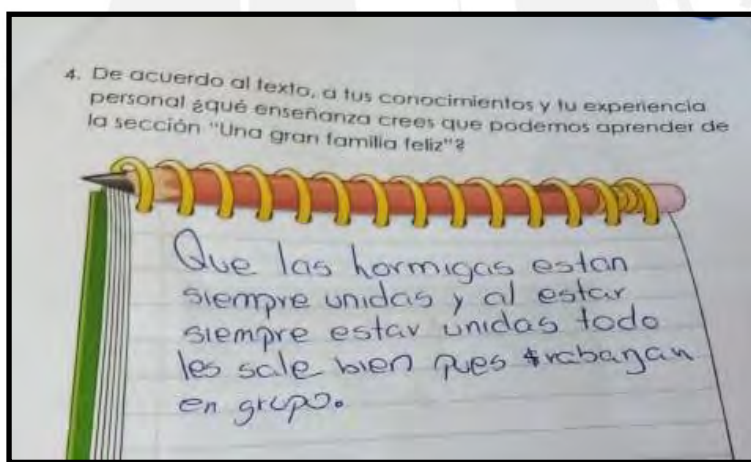 4. De acuerdo al texto, a tus conocimientos y tu experiencia
personal ¿qué enseñanza crees que podemos aprender de
la sección "Una gran familia feliz"?
Que las hormigas estan
siempre unidas y al estar
siempre estar unidas todo
les sale bien pues trabagan
en grupo.